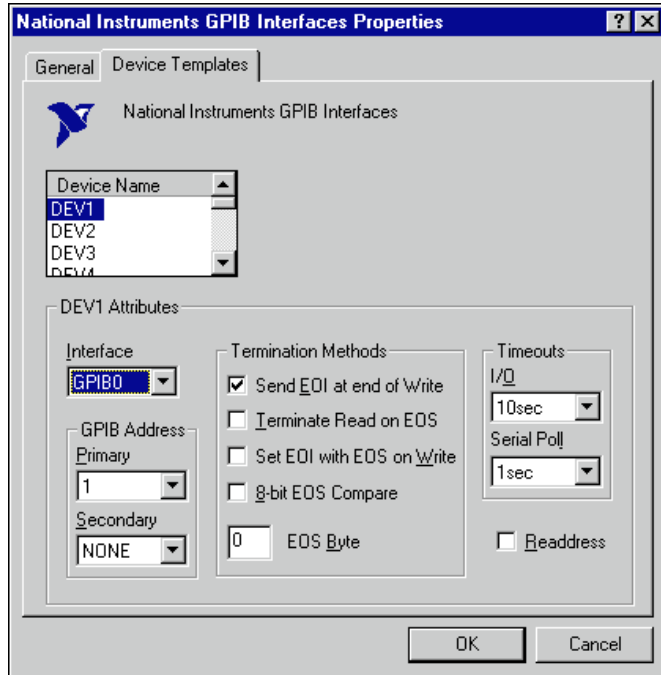 National Instruments GPIB Interfaces Properties
General
Device Templates
National Instruments GPIB Interfaces
Device Name
DEV1
DEV2
DEV3
DEV4
DEV1 Attributes
Interface
GPIB0
GPIB Address
Primary
1
Secondary
NONE
Termination Methods
Send EOI at end of Write
Terminate Read on EOS
Set EOI with EOS on Write
8-bit EOS Compare
0 EOS Byte
Timeouts
I/O
10sec
Serial Poll
1sec
Readdress
OK
Cancel